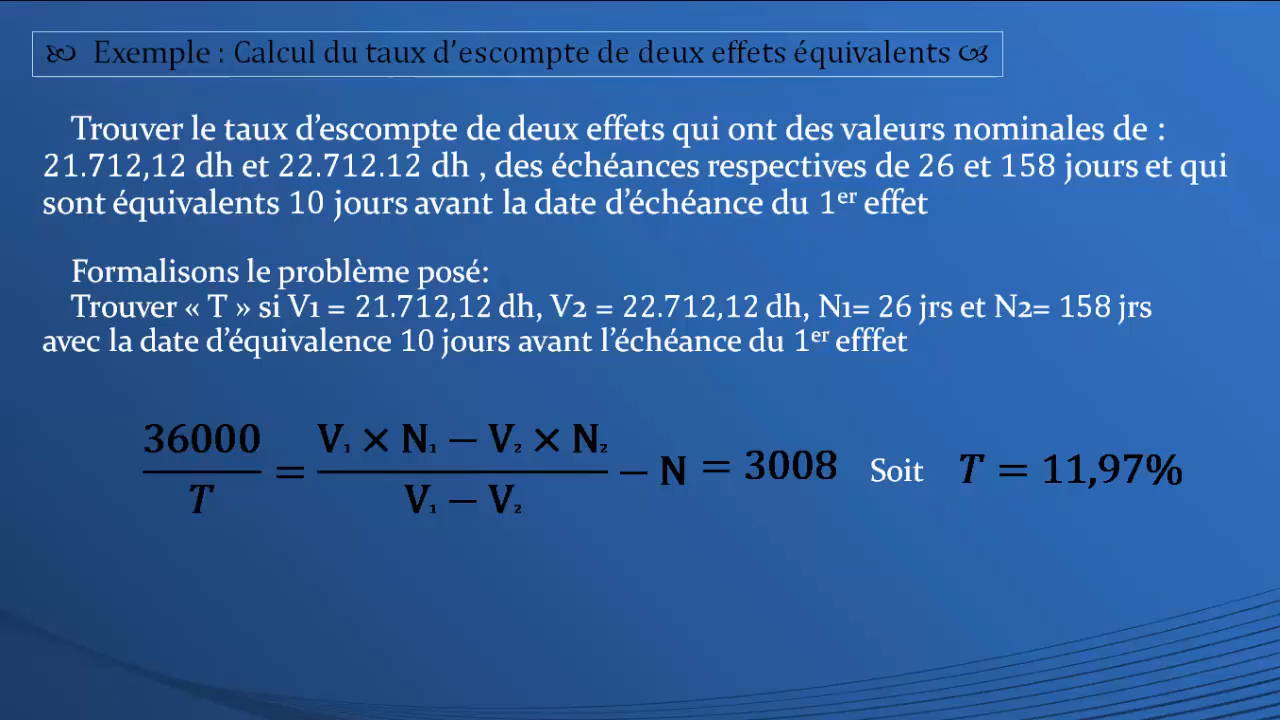 Exemple : Calcul du taux d’escompte de deux effets équivalents
Trouver le taux d’escompte de deux effets qui ont des valeurs nominales de :
21.712,12 dh et 22.712.12 dh , des échéances respectives de 26 et 158 jours et qui
sont équivalents 10 jours avant la date d’échéance du 1er effet
Formalisons le problème posé:
Trouver « T » si V1 = 21.712,12 dh, V2 = 22.712,12 dh, N1= 26 jrs et N2= 158 jrs
avec la date d’équivalence 10 jours avant l’échéance du 1er efffet
36000/T = (V₁ × N₁ − V₂ × N₂)/(V₁ − V₂) − N = 3008 Soit T = 11,97%